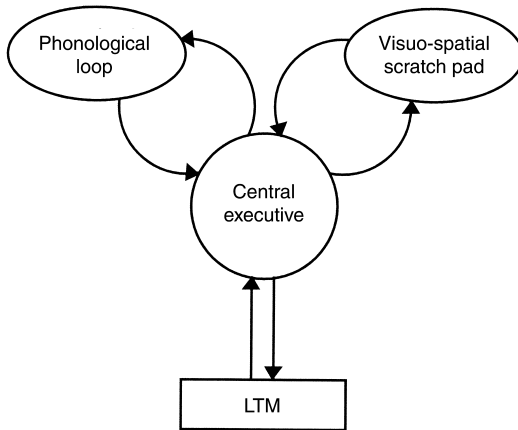 Phonological
loop
Visuo-spatial
scratch pad
Central
executive
LTM